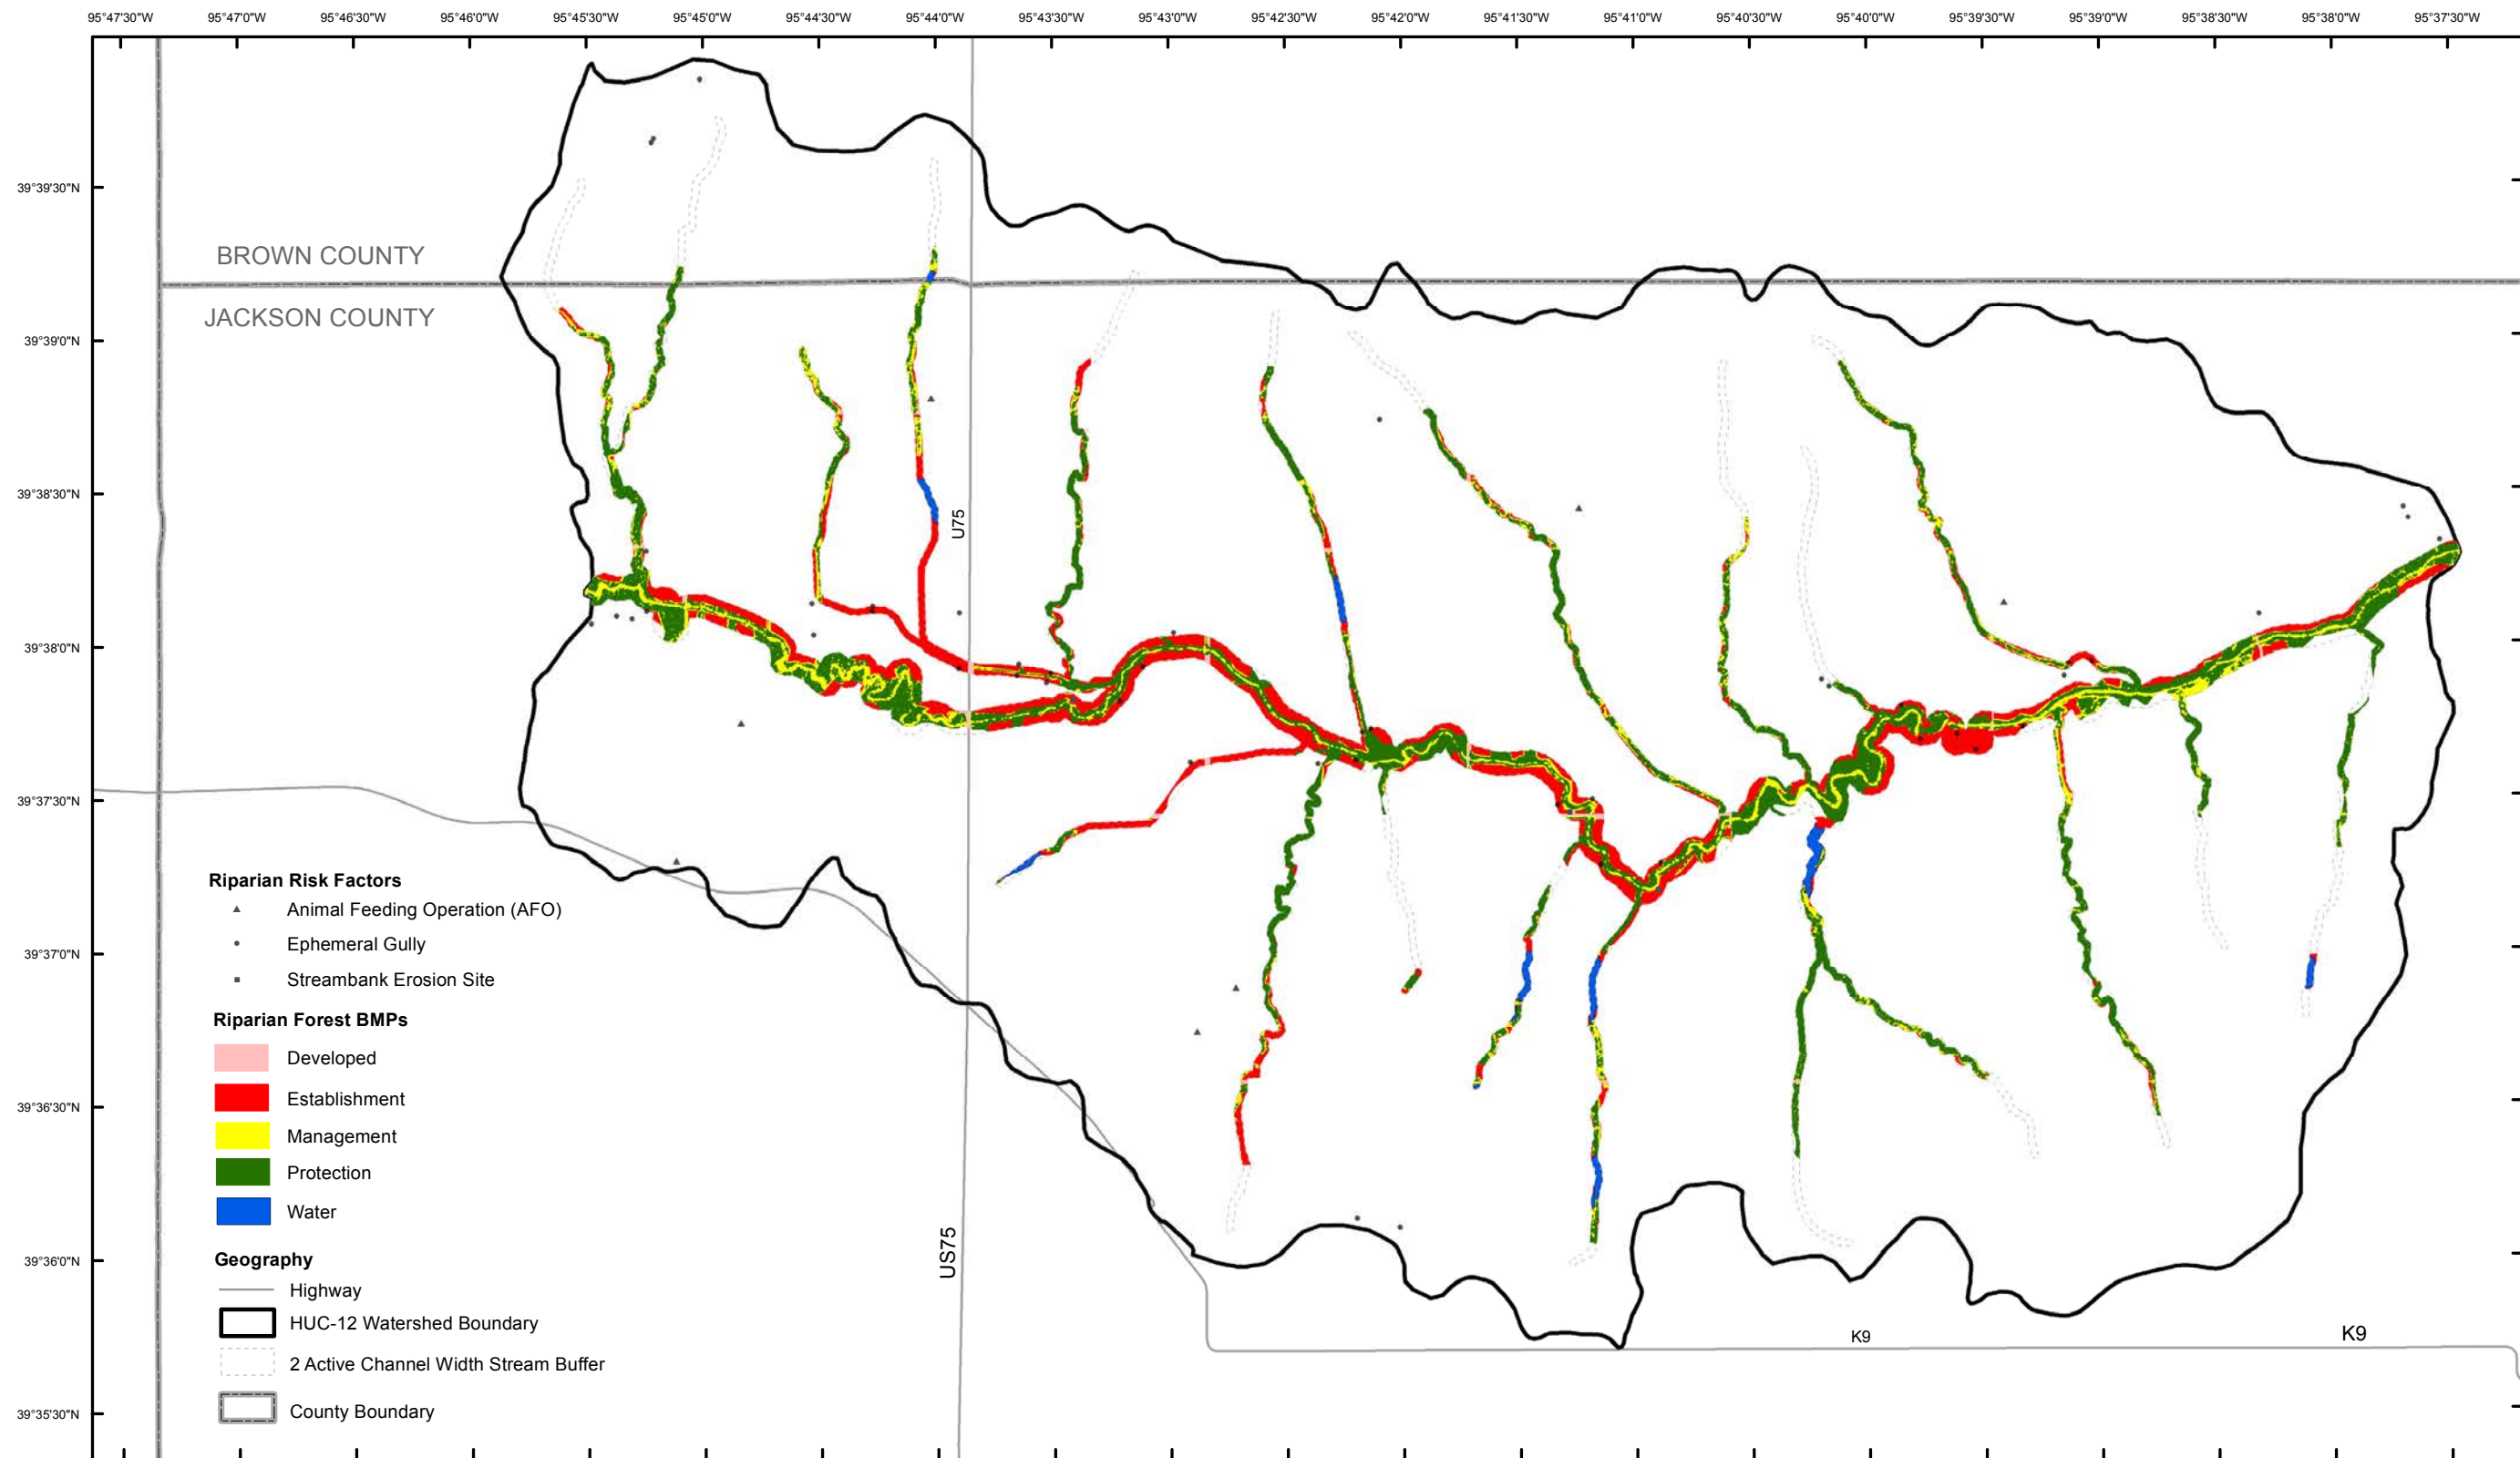 95°47'30"W 95°47'0"W 95°46'30"W 95°46'0"W 95°45'30"W 95°45'0"W 95°44'30"W 95°44'0"W 95°43'30"W 95°43'0"W 95°42'30"W 95°42'0"W 95°41'30"W 95°41'0"W 95°40'30"W 95°40'0"W 95°39'30"W 95°39'0"W 95°38'30"W 95°38'0"W 95°37'30"W
39°39'30"N
BROWN COUNTY
JACKSON COUNTY
39°39'0"N
39°38'30"N
U75
39°38'0"N
39°37'30"N
Riparian Risk Factors
Animal Feeding Operation (AFO)
Ephemeral Gully
39°37'0"N
Streambank Erosion Site
Riparian Forest BMPs
Developed
Establishment
39°36'30"N
Management
Protection
Water
US75
Geography
39°36'0"N
Highway
HUC-12 Watershed Boundary
K9
K9
2 Active Channel Width Stream Buffer
County Boundary
39°35'30"N